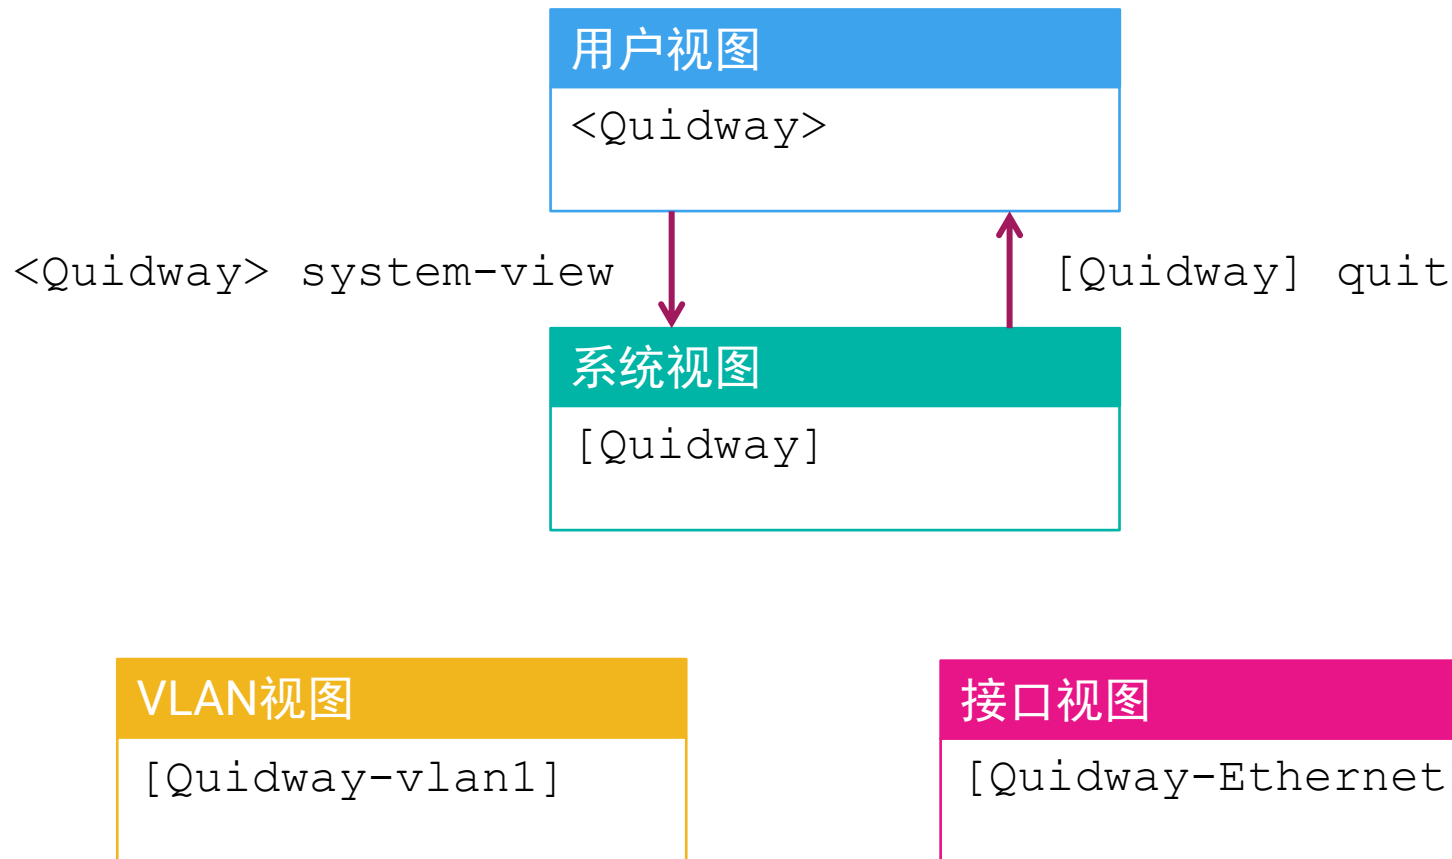 用户视图
<Quidway>
<Quidway> system-view
[Quidway] quit
系统视图
[Quidway]
VLAN视图
接口视图
[Quidway-vlan1]
[Quidway-Ethernet